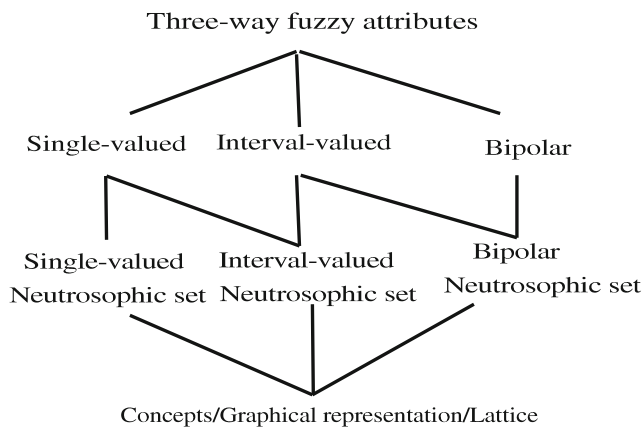 Three-way fuzzy attributes
Single-valued
Interval-valued
Bipolar
Single-valued
Neutrosophic set
Interval-valued
Neutrosophic set
Bipolar
Neutrosophic set
Concepts/Graphical representation/Lattice